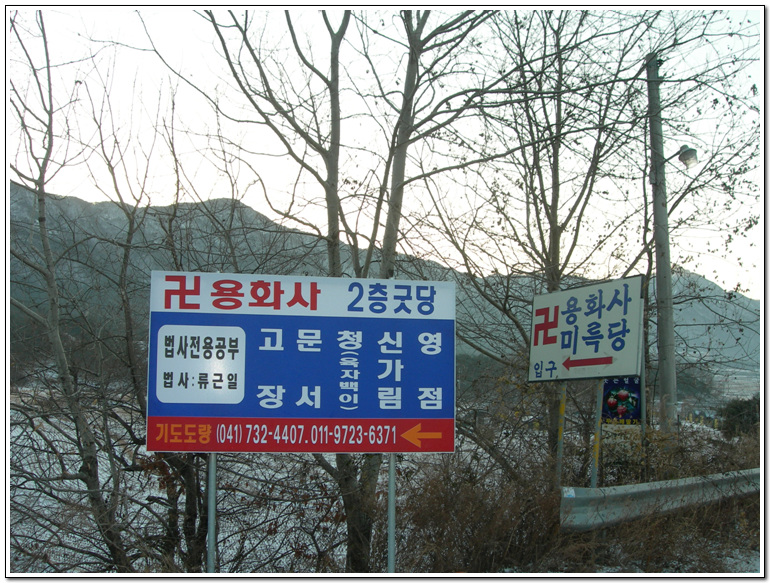 卍 용화사 2층굿당
법사전용공부
법사 : 류근일
고장
문서
청(육자백이)
신가림
영점
기도도량 (041) 732-4407. 011-9723-6371
卍 용화사
미륵당
입구